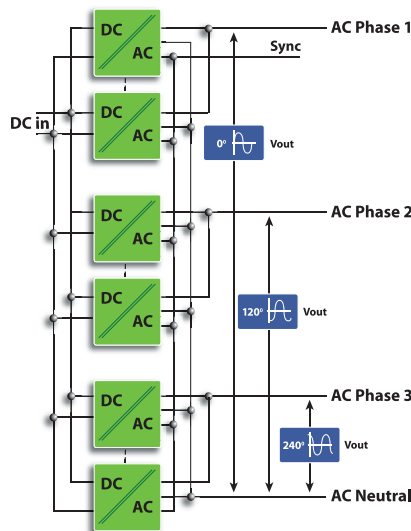 DC
AC
AC Phase 1
Sync
DC in
DC
AC
0° Vout
DC
AC
AC Phase 2
DC
AC
120° Vout
DC
AC
AC Phase 3
240° Vout
DC
AC
AC Neutral